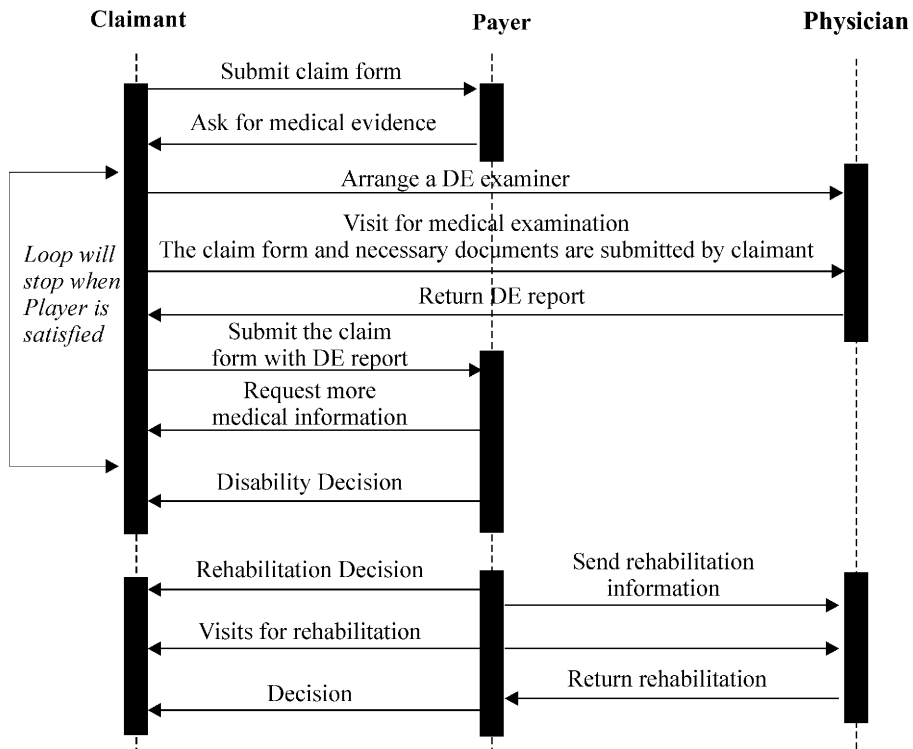 Claimant
Payer
Physician
Submit claim form
Ask for medical evidence
Arrange a DE examiner
Visit for medical examination
The claim form and necessary documents are submitted by claimant
Loop will
stop when
Player is
satisfied
Return DE report
Submit the claim
form with DE report
Request more
medical information
Disability Decision
Rehabilitation Decision
Send rehabilitation
information
Visits for rehabilitation
Return rehabilitation
Decision